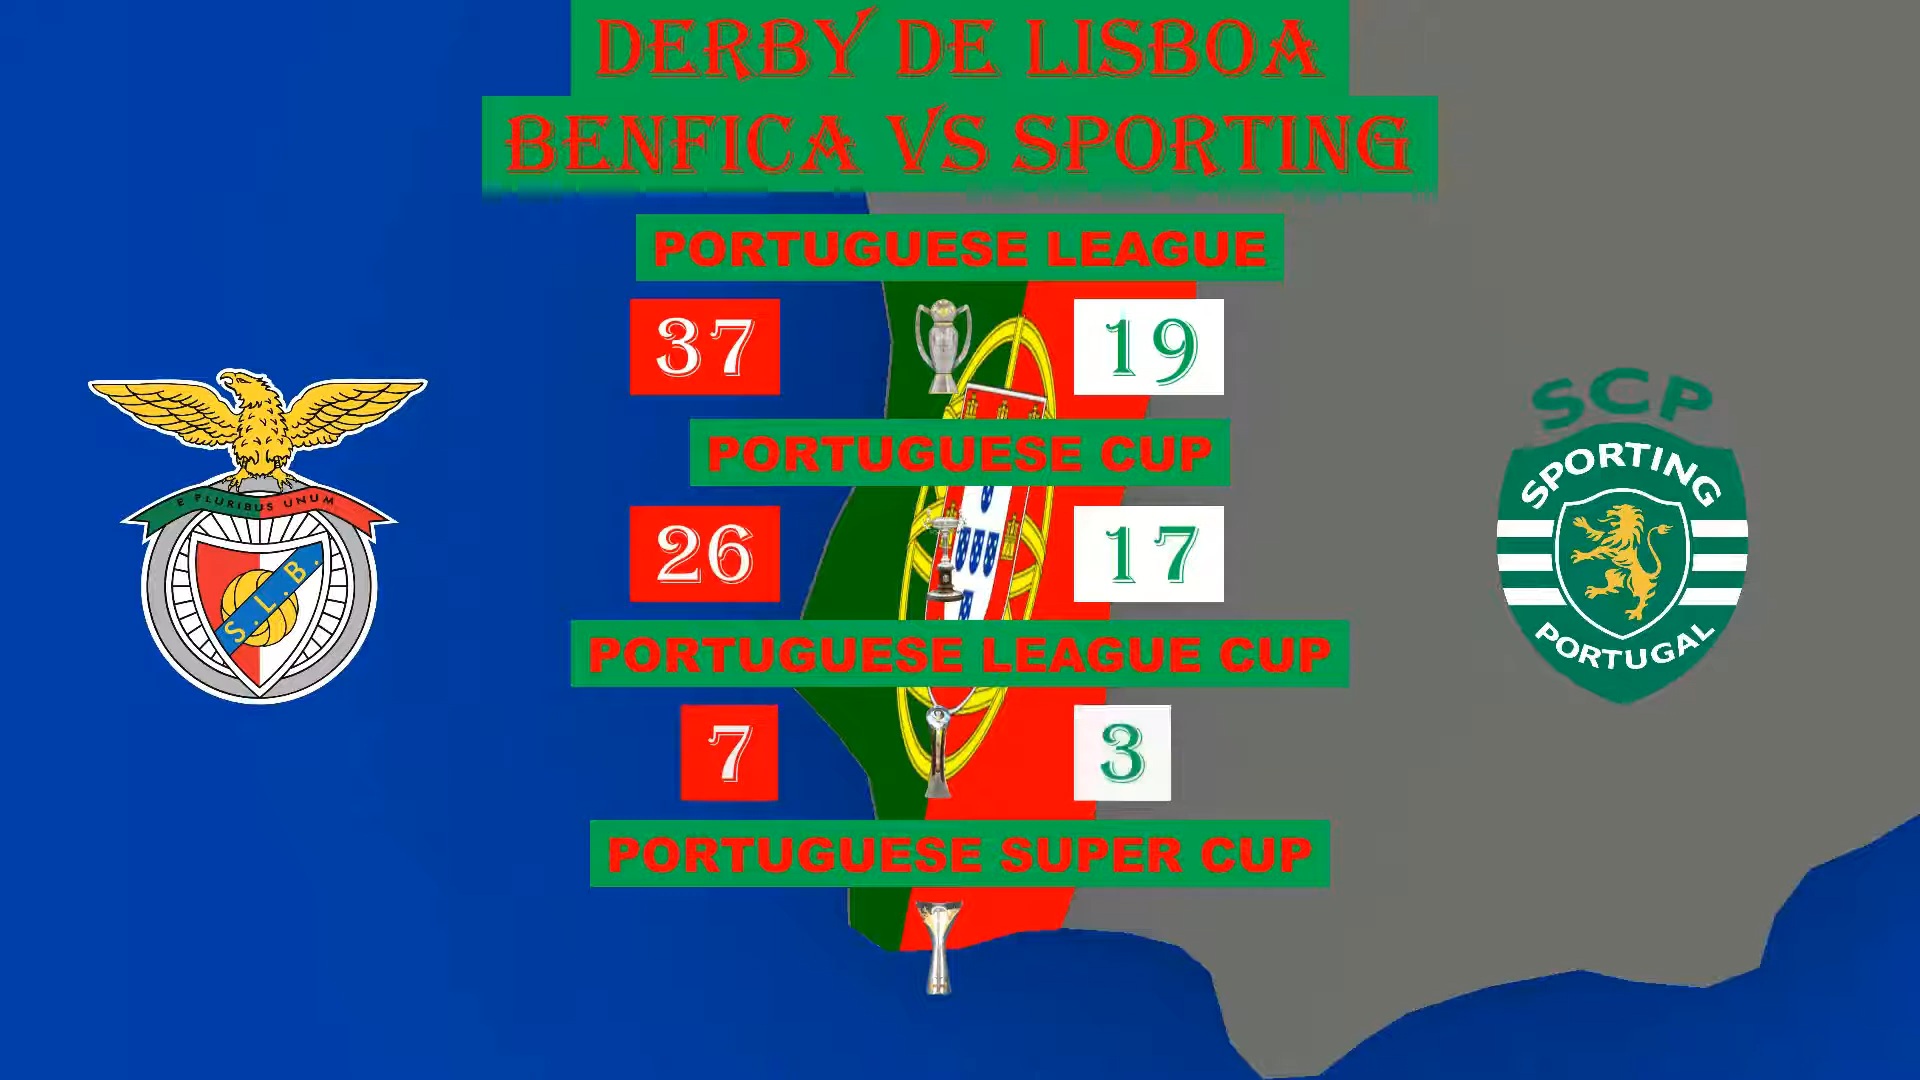 DERBY DE LISBOA
BENFICA VS SPORTING
PORTUGUESE LEAGUE
37 19
PORTUGUESE CUP
26 17
PORTUGUESE LEAGUE CUP
7 3
PORTUGUESE SUPER CUP
E PLURIBUS UNUM
S. L. B.
SCP
SPORTING
PORTUGAL